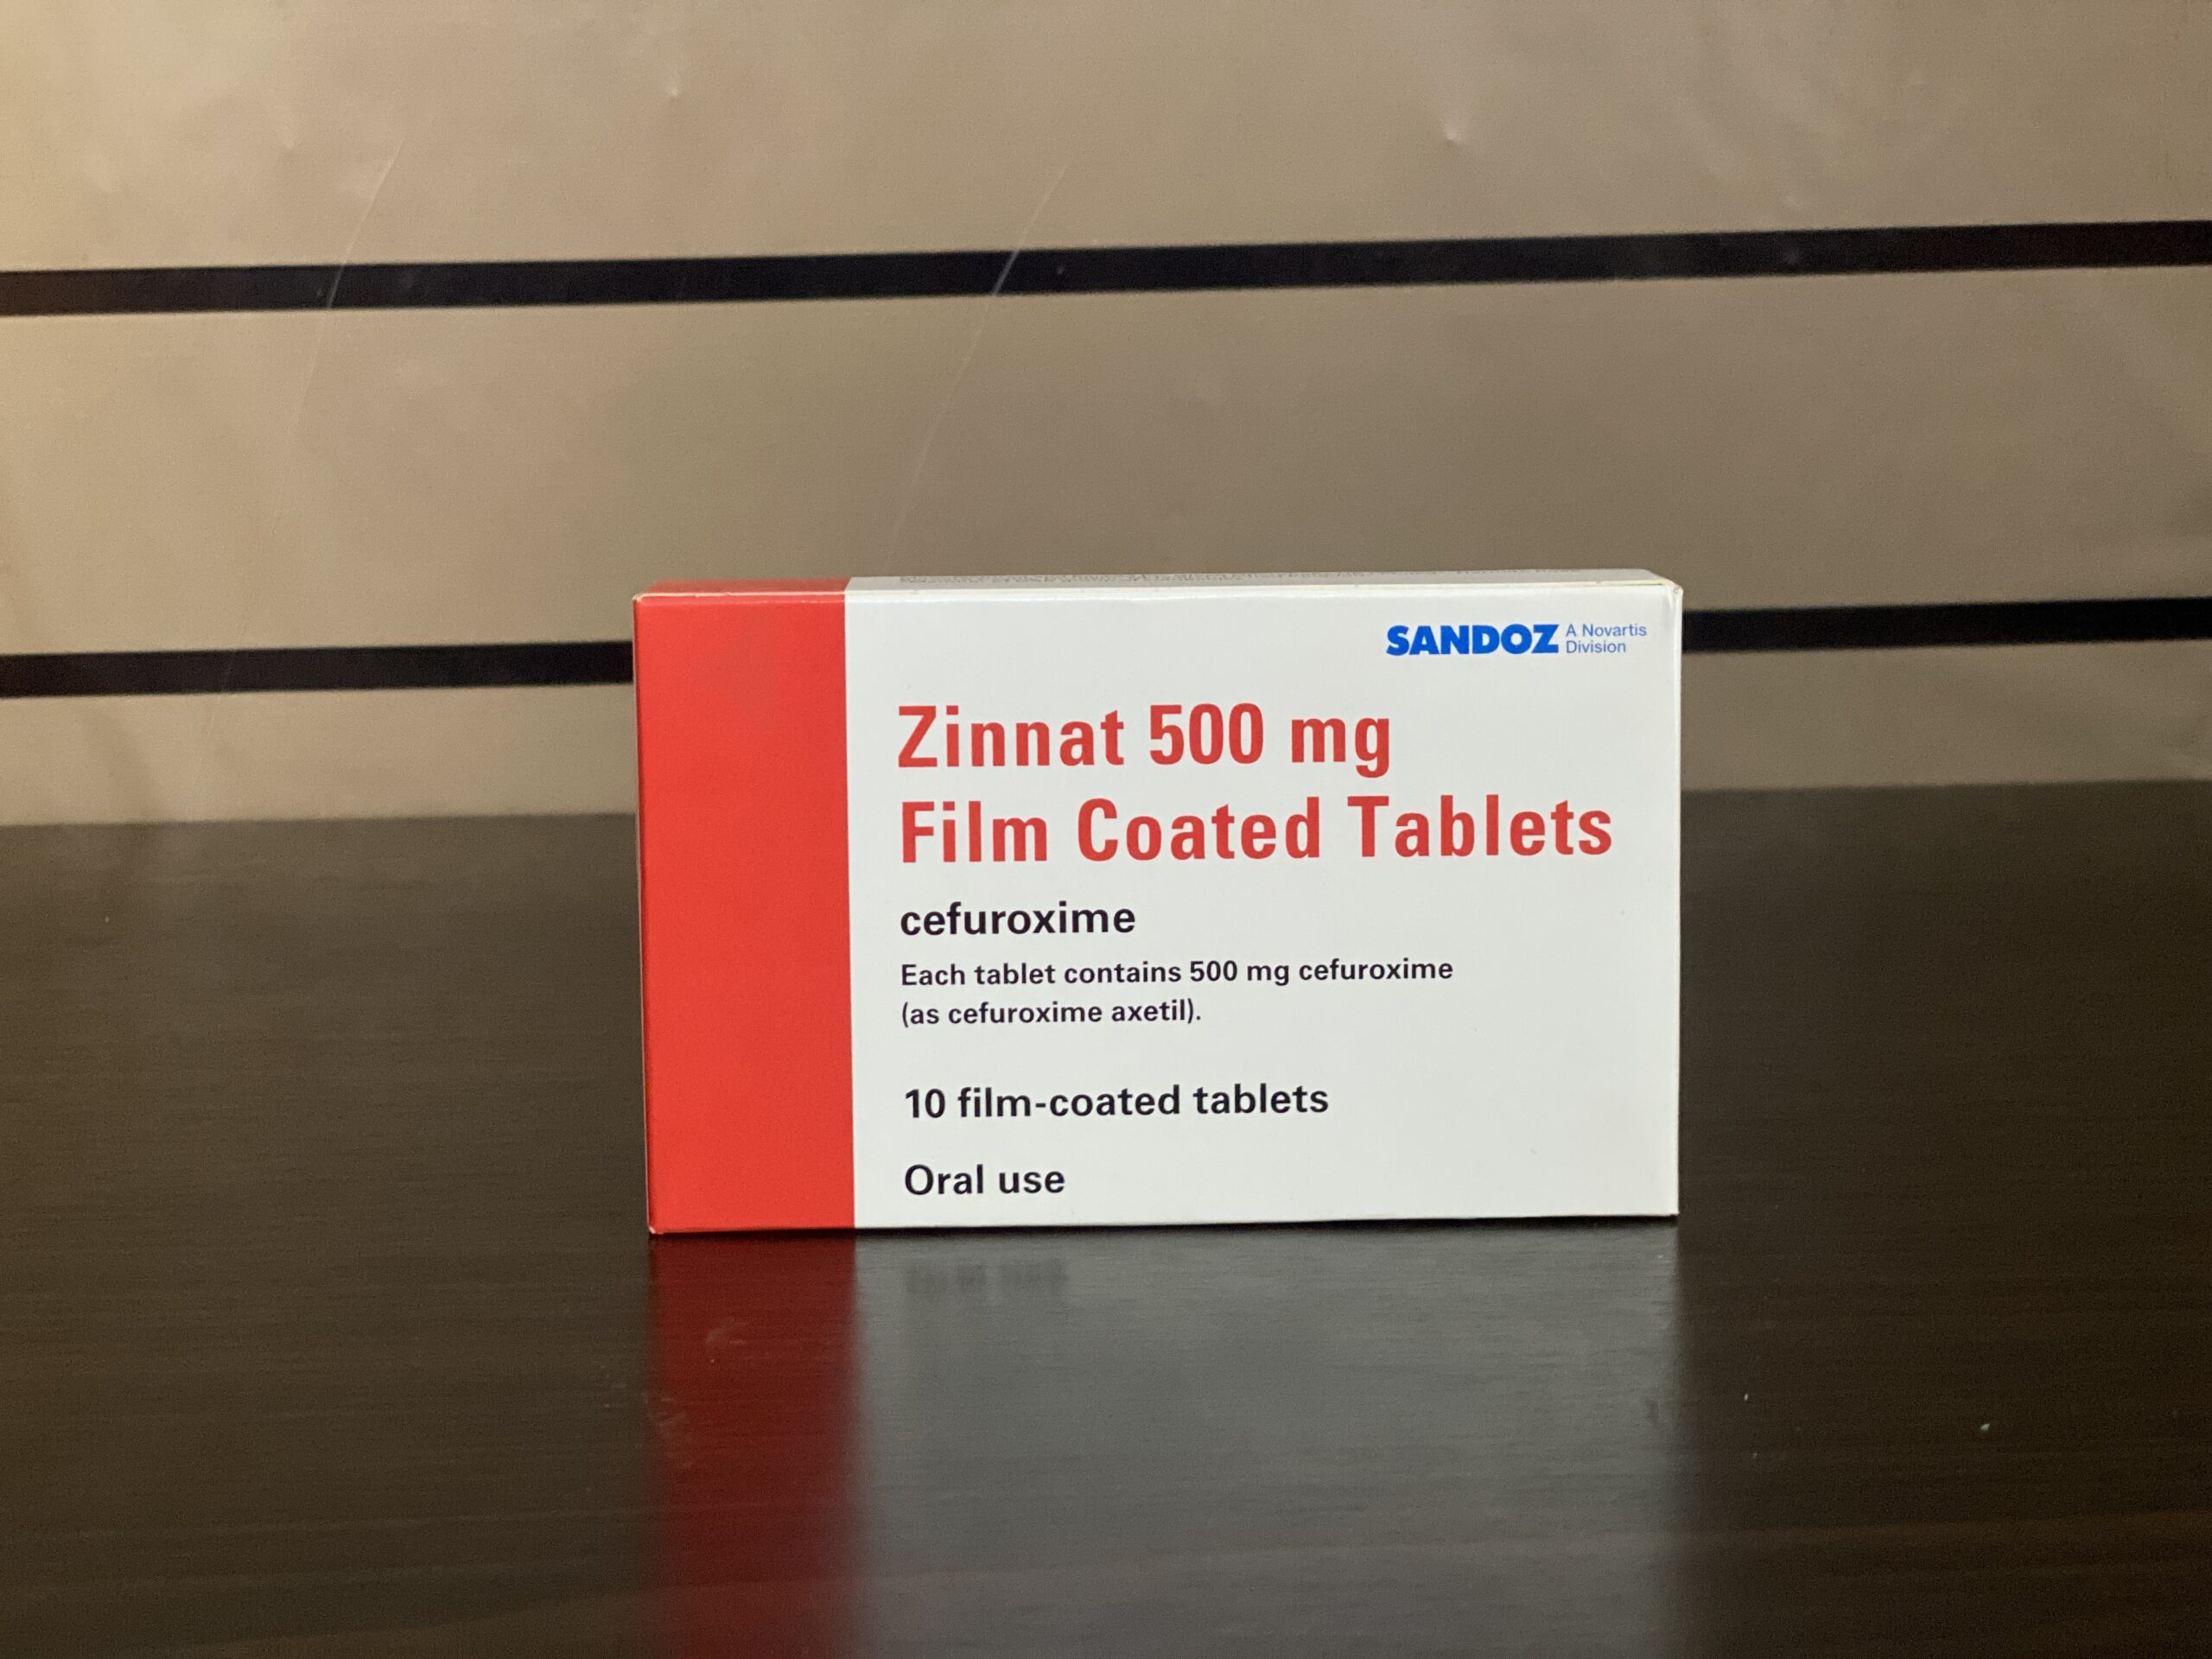 SANDOZ A Novartis
Division
Zinnat 500 mg
Film Coated Tablets
cefuroxime
Each tablet contains 500 mg cefuroxime
(as cefuroxime axetil).
10 film-coated tablets
Oral use